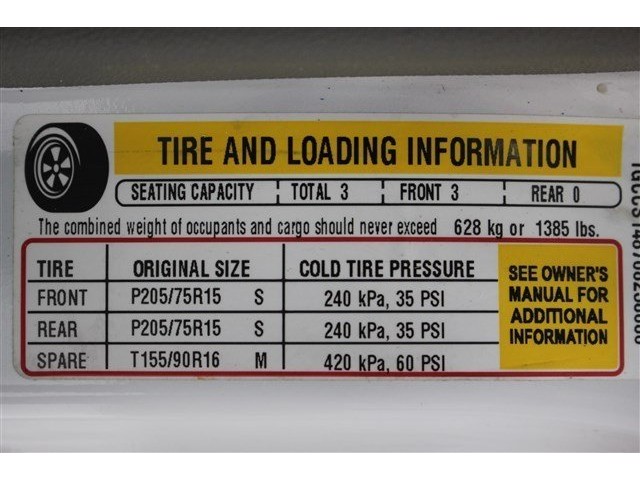 TIRE AND LOADING INFORMATION
SEATING CAPACITY TOTAL 3 FRONT 3 REAR 0
The combined weight of occupants and cargo should never exceed 628 kg or 1385 lbs.
TIRE ORIGINAL SIZE COLD TIRE PRESSURE
FRONT P205/75R15 S 240 kPa, 35 PSI
REAR P205/75R15 S 240 kPa, 35 PSI
SPARE T155/90R16 M 420 kPa, 60 PSI
SEE OWNER'S
MANUAL FOR
ADDITIONAL
INFORMATION